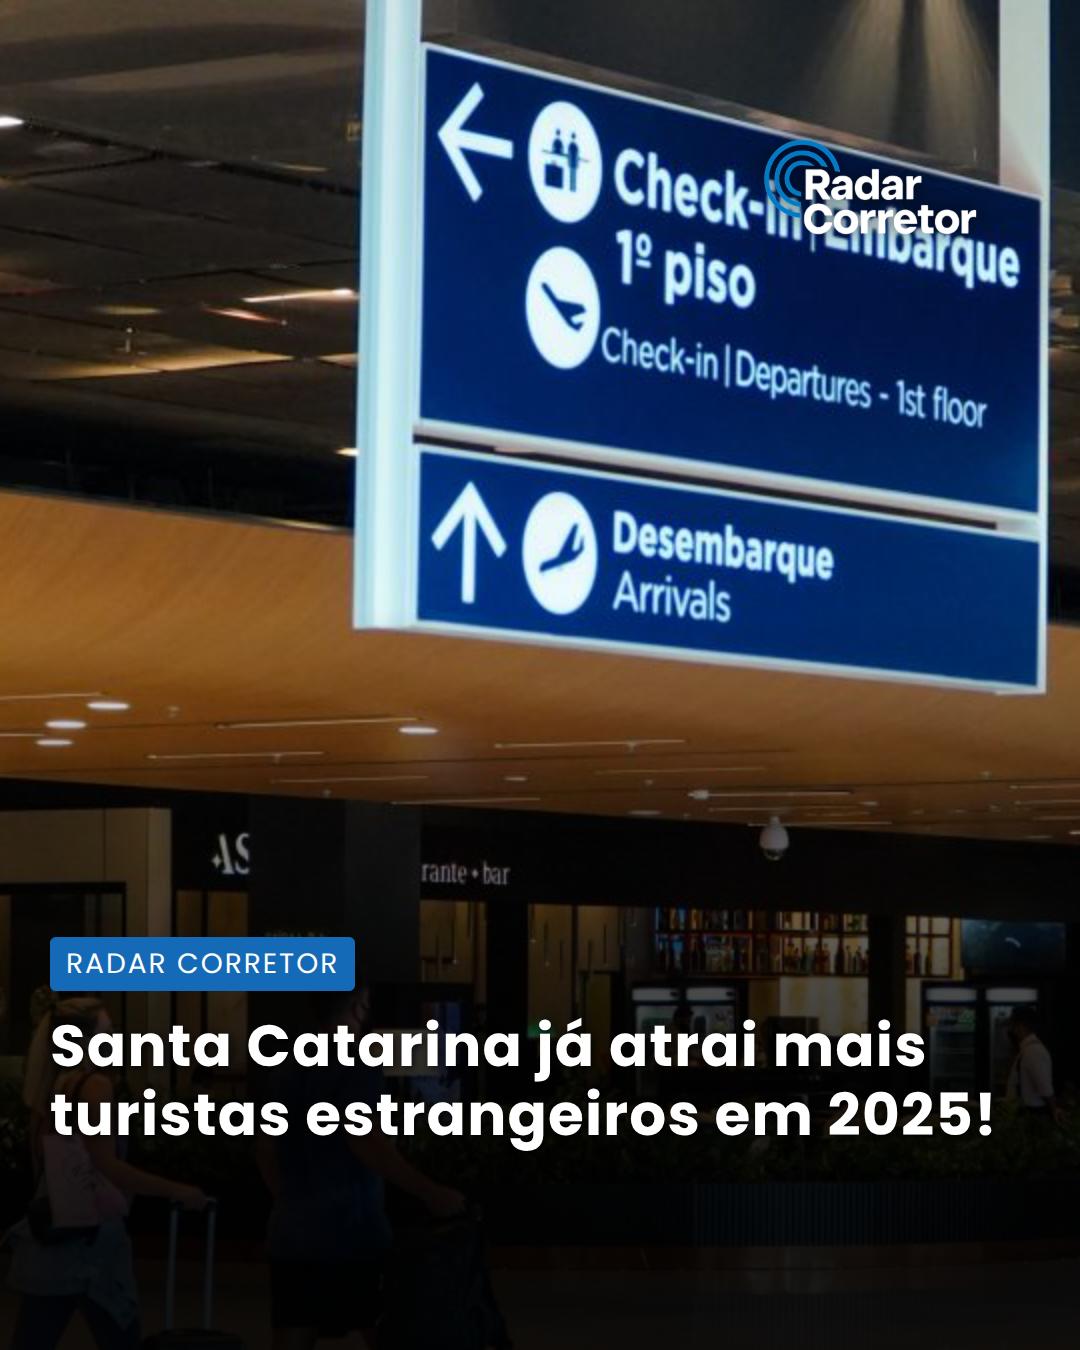 Check-in | Embarque
1º piso
Check-in | Departures - 1st floor
Radar
Corretor
Desembarque
Arrivals
AS
rante • bar
RADAR CORRETOR
Santa Catarina já atrai mais
turistas estrangeiros em 2025!